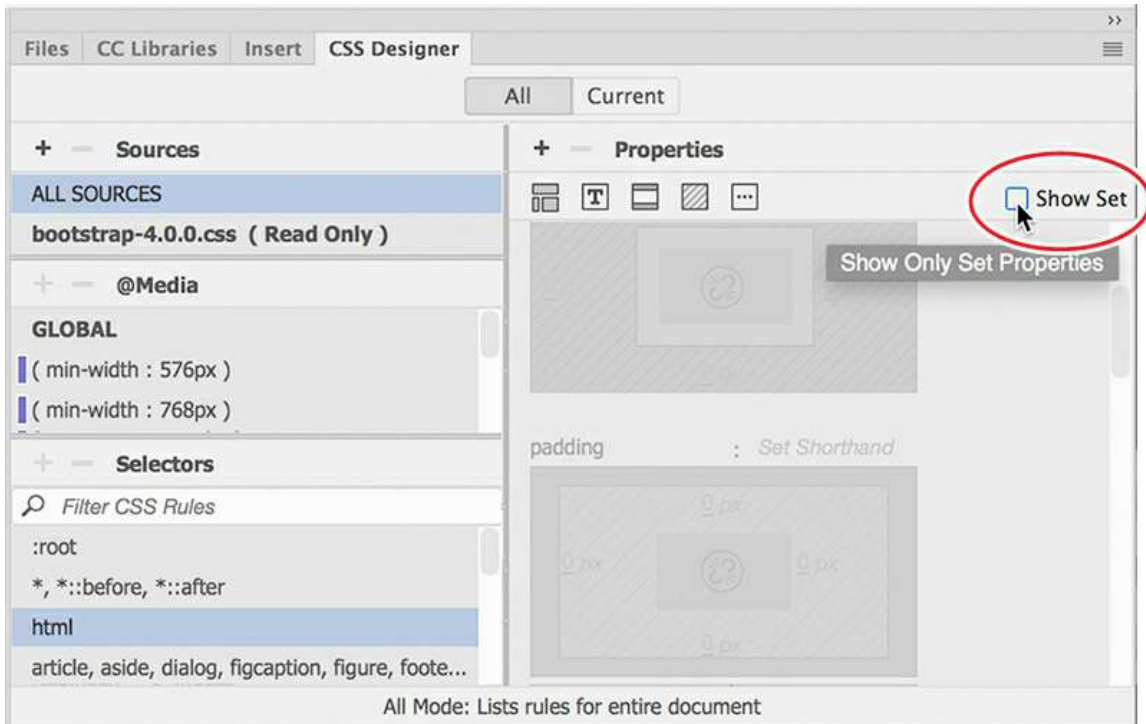 Files CC Libraries Insert CSS Designer
All Current
Sources
ALL SOURCES
bootstrap-4.0.0.css ( Read Only )
@Media
GLOBAL
( min-width : 576px )
( min-width : 768px )
Selectors
Filter CSS Rules
:root
*, *::before, *::after
html
article, aside, dialog, figcaption, figure, foote...
Properties
T
Show Set
Show Only Set Properties
padding : Set Shorthand
0 px
0 px 0 px
0 px
All Mode: Lists rules for entire document